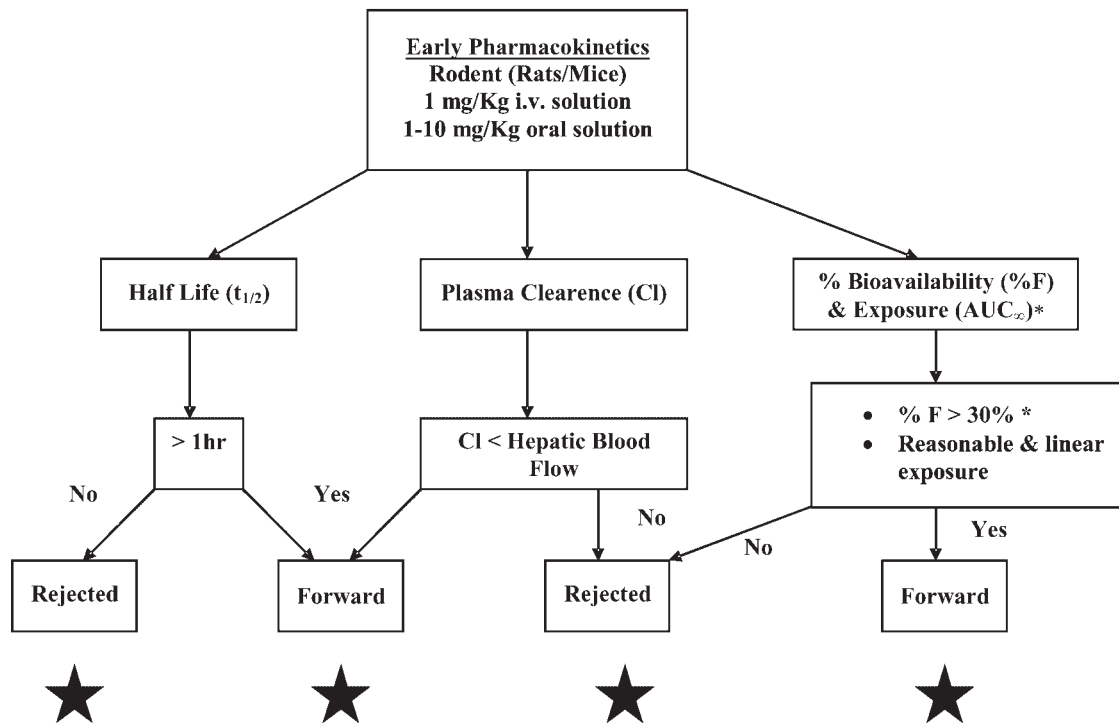 Early Pharmacokinetics
Rodent (Rats/Mice)
1 mg/Kg i.v. solution
1-10 mg/Kg oral solution
Half Life (t1/2)
Plasma Clearence (Cl)
% Bioavailability (%F)
& Exposure (AUC∞)*
> 1hr
Cl < Hepatic Blood
Flow
• % F > 30% *
• Reasonable & linear
exposure
No
Yes
No
No
Yes
Rejected
Forward
Rejected
Forward